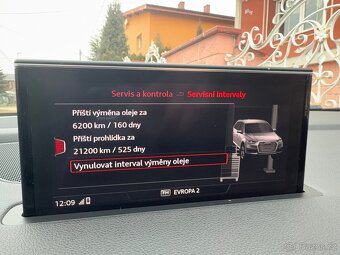 Servis a kontrola Servisní intervaly
Příští výměna oleje za
6200 km / 160 dny
Příští prohlídka za
21200 km / 525 dny
Vynulovat interval výměny oleje
12:09
EVROPA 2